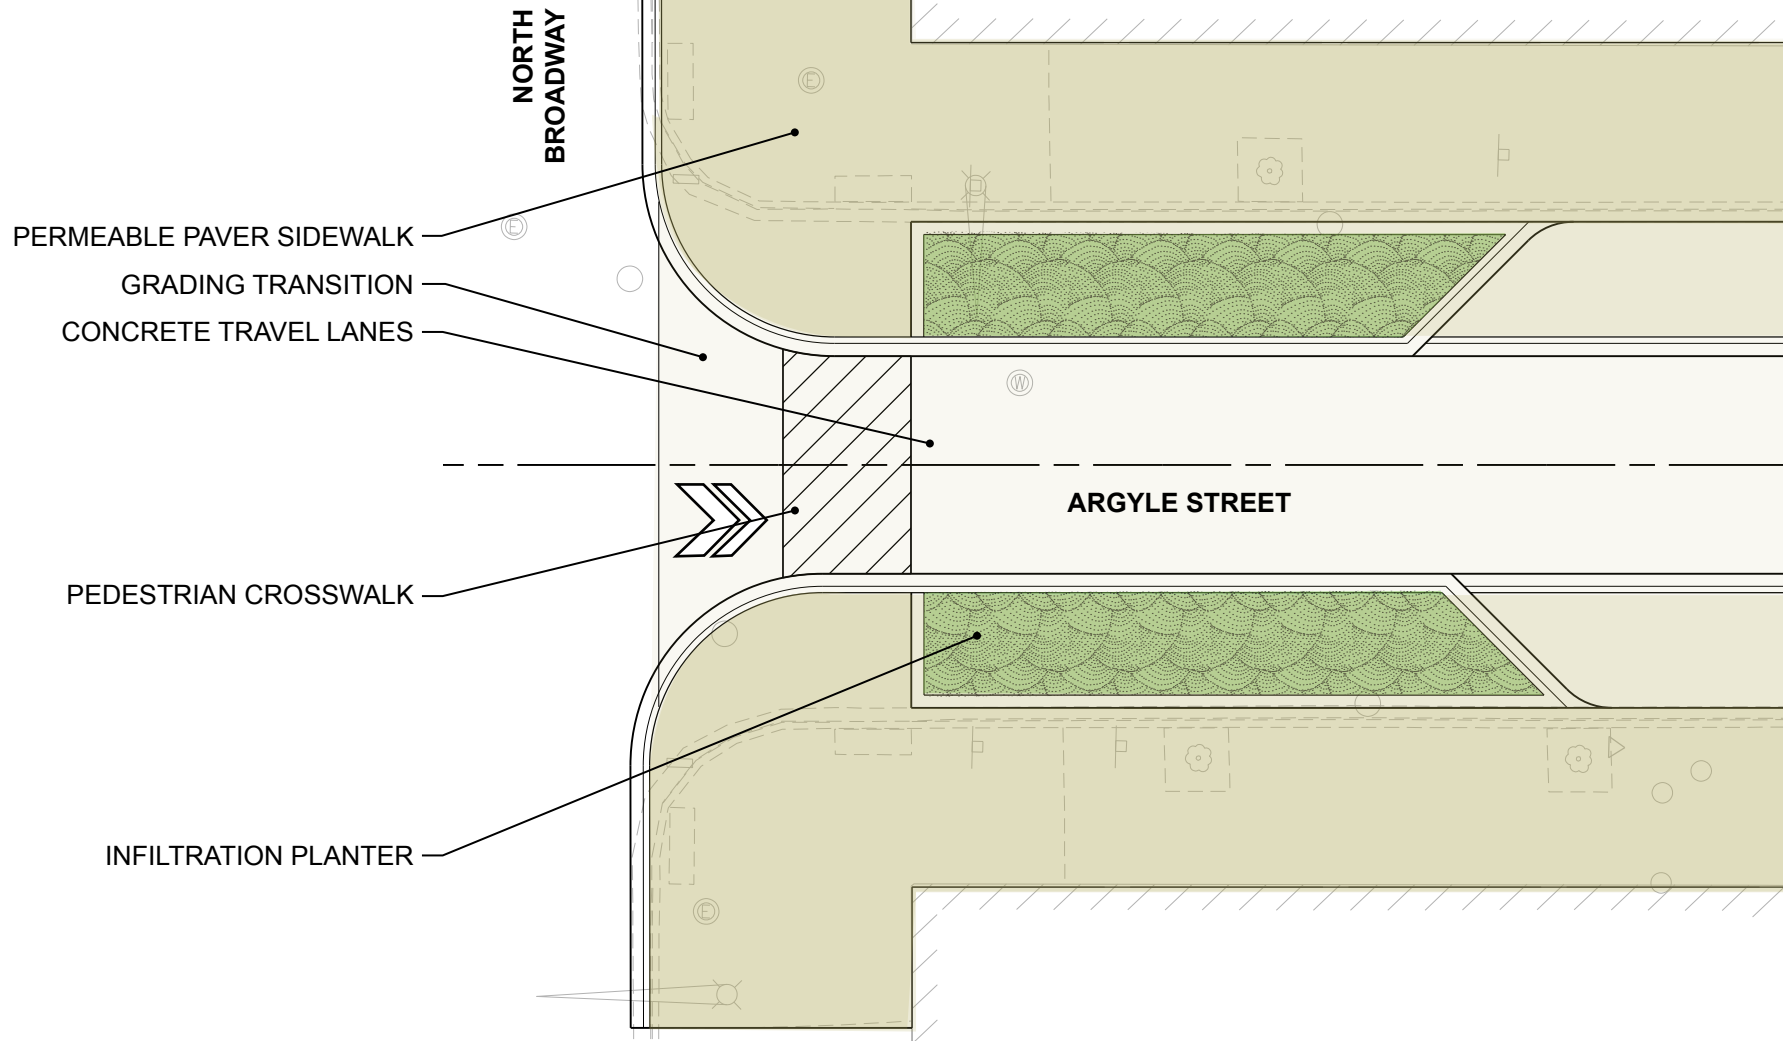 NORTH
BROADWAY
E
PERMEABLE PAVER SIDEWALK
E
GRADING TRANSITION
CONCRETE TRAVEL LANES
W
ARGYLE STREET
PEDESTRIAN CROSSWALK
INFILTRATION PLANTER
E